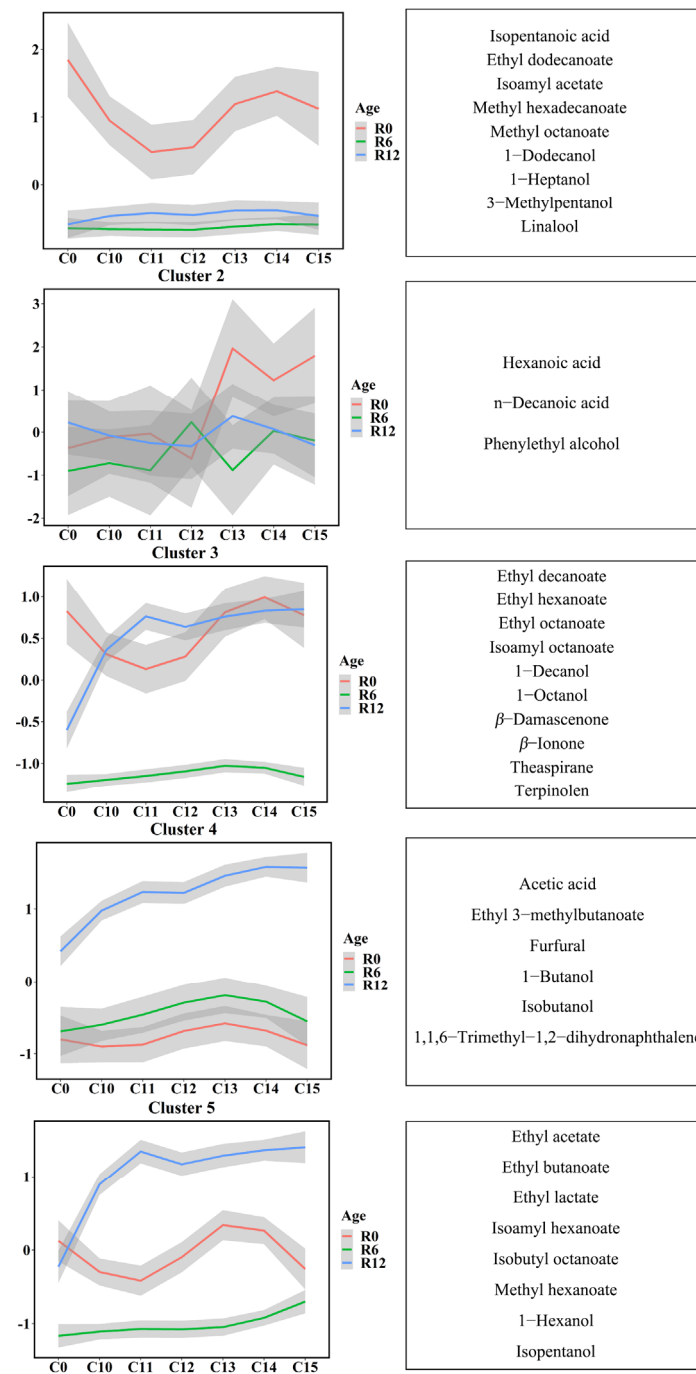 2
1
0
C0 C10 C11 C12 C13 C14 C15
Age
R0
R6
R12
Isopentanoic acid
Ethyl dodecanoate
Isoamyl acetate
Methyl hexadecanoate
Methyl octanoate
1−Dodecanol
1−Heptanol
3−Methylpentanol
Linalool
Cluster 2
3
2
1
0
-1
-2
C0 C10 C11 C12 C13 C14 C15
Age
R0
R6
R12
Hexanoic acid
n−Decanoic acid
Phenylethyl alcohol
Cluster 3
1.0
0.5
0.0
-0.5
-1.0
C0 C10 C11 C12 C13 C14 C15
Age
R0
R6
R12
Ethyl decanoate
Ethyl hexanoate
Ethyl octanoate
Isoamyl octanoate
1−Decanol
1−Octanol
β−Damascenone
β−Ionone
Theaspirane
Terpinolen
Cluster 4
1
0
-1
C0 C10 C11 C12 C13 C14 C15
Age
R0
R6
R12
Acetic acid
Ethyl 3−methylbutanoate
Furfural
1−Butanol
Isobutanol
1,1,6−Trimethyl−1,2−dihydronaphthalene
Cluster 5
1
0
-1
C0 C10 C11 C12 C13 C14 C15
Age
R0
R6
R12
Ethyl acetate
Ethyl butanoate
Ethyl lactate
Isoamyl hexanoate
Isobutyl octanoate
Methyl hexanoate
1−Hexanol
Isopentanol